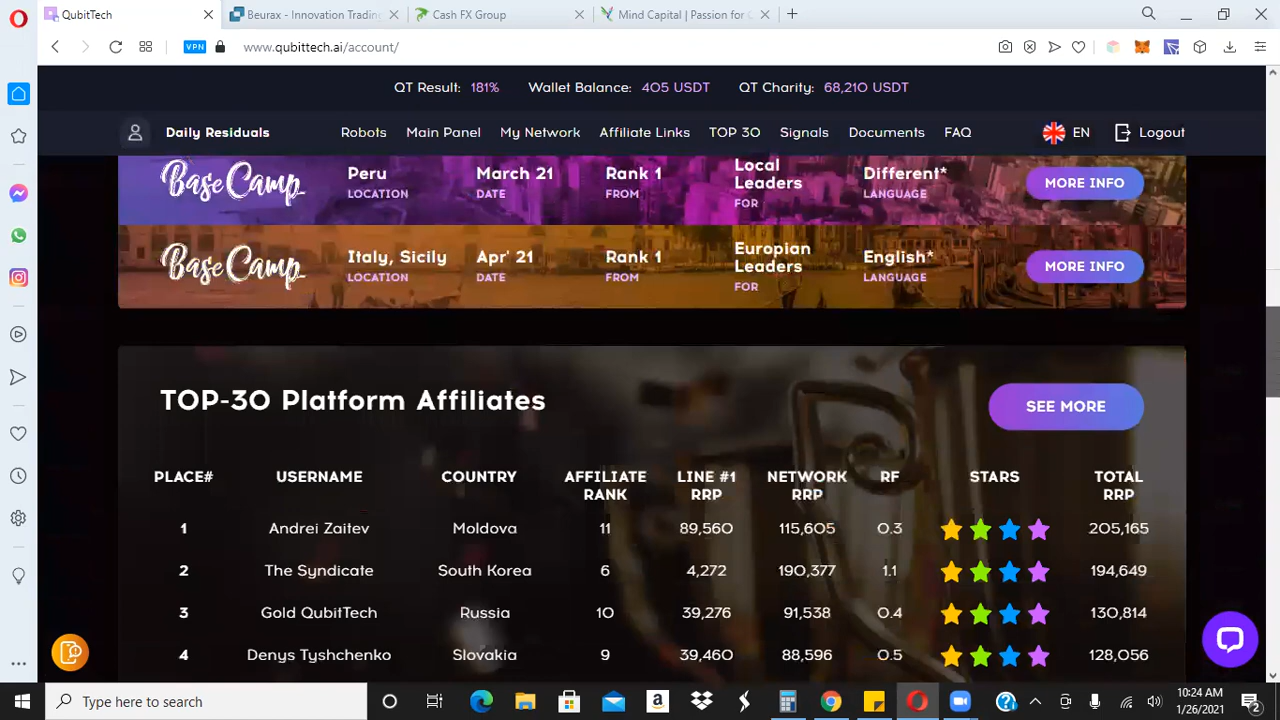 QubitTech
Beurax - Innovation Trading
Cash FX Group
Mind Capital | Passion for C
VPN
www.qubittech.ai/account/
QT Result: 181% Wallet Balance: 405 USDT QT Charity: 68,210 USDT
Daily Residuals Robots Main Panel My Network Affiliate Links TOP 30 Signals Documents FAQ EN Logout
Base Camp
Peru
LOCATION
March 21
DATE
Rank 1
FROM
Local
Leaders
FOR
Different*
LANGUAGE
MORE INFO
Base Camp
Italy, Sicily
LOCATION
Apr' 21
DATE
Rank 1
FROM
Europian
Leaders
FOR
English*
LANGUAGE
MORE INFO
TOP-30 Platform Affiliates
SEE MORE
PLACE# USERNAME COUNTRY AFFILIATE RANK LINE #1 RRP NETWORK RRP RF STARS TOTAL RRP
1 Andrei Zaitev Moldova 11 89,560 115,605 0.3 205,165
2 The Syndicate South Korea 6 4,272 190,377 1.1 194,649
3 Gold QubitTech Russia 10 39,276 91,538 0.4 130,814
4 Denys Tyshchenko Slovakia 9 39,460 88,596 0.5 128,056
Type here to search
10:24 AM
1/26/2021
2